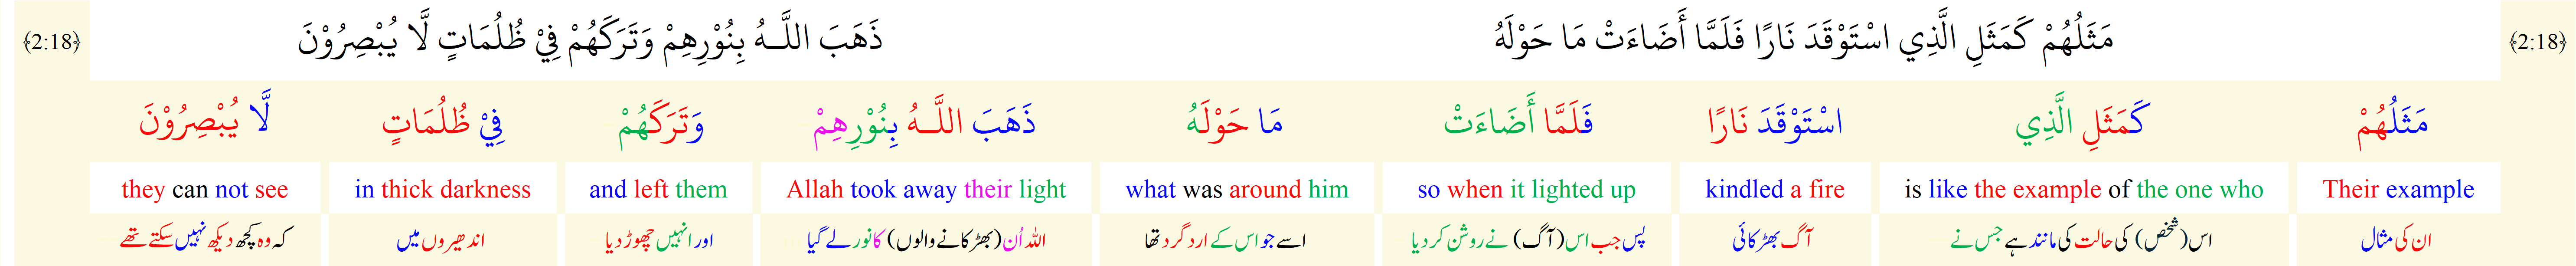 ﴿2:18﴾ مَثَلُهُمْ كَمَثَلِ الَّذِي اسْتَوْقَدَ نَارًا فَلَمَّا أَضَاءَتْ مَا حَوْلَهُ ذَهَبَ اللَّـهُ بِنُوْرِهِمْ وَتَرَكَهُمْ فِيْ ظُلُمَاتٍ لَّا يُبْصِرُوْنَ ﴿2:18﴾
مَثَلُهُمْ كَمَثَلِ الَّذِي اسْتَوْقَدَ نَارًا فَلَمَّا أَضَاءَتْ مَا حَوْلَهُ ذَهَبَ اللَّـهُ بِنُوْرِهِمْ وَتَرَكَهُمْ فِيْ ظُلُمَاتٍ لَّا يُبْصِرُوْنَ
Their example is like the example of the one who kindled a fire so when it lighted up what was around him Allah took away their light and left them in thick darkness they can not see
ان کی مثال اس(شخص) کی حالت کی مانند ہے جس نے آگ بھڑکائی پس جب اس(آگ) نے روشن کر دیا اسے جو اس کے ارد گرد تھا اللہ اُن(بھڑکانے والوں) کا نور لے گیا اور انہیں چھوڑ دیا اندھیروں میں کہ وہ کچھ دیکھ نہیں سکتے تھے